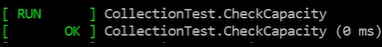 [ RUN      ] CollectionTest.CheckCapacity
[       OK ] CollectionTest.CheckCapacity (0 ms)